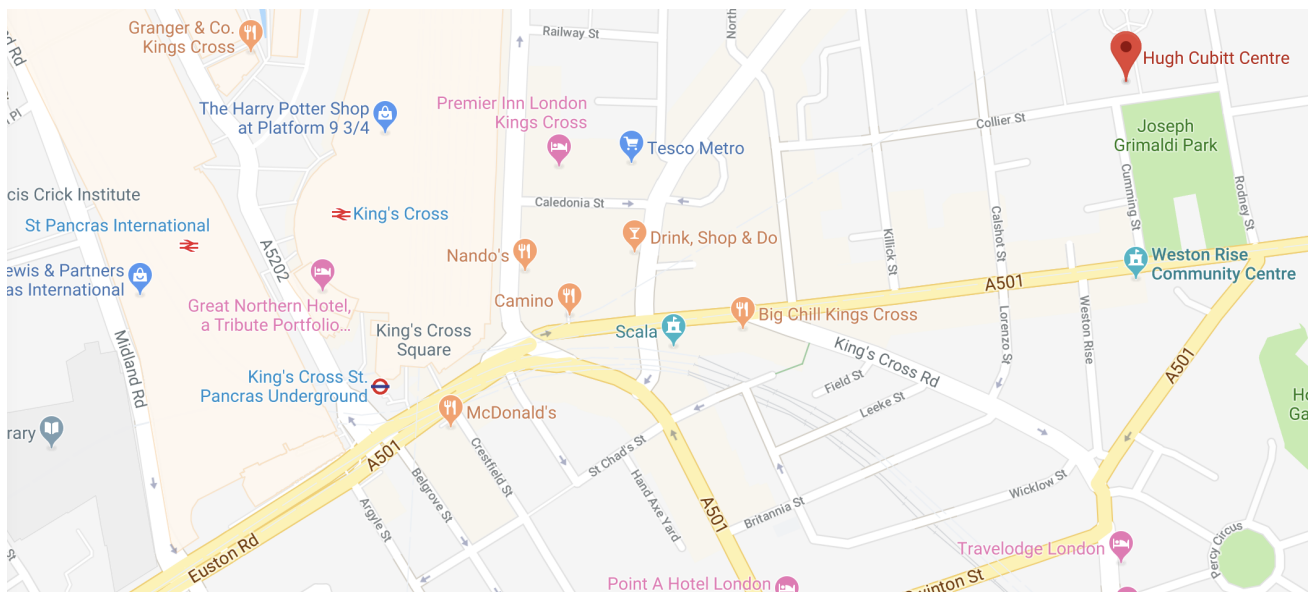 Granger & Co.
Kings Cross
Railway St
North
Hugh Cubitt Centre
The Harry Potter Shop
at Platform 9 3/4
Premier Inn London
Kings Cross
Tesco Metro
Collier St
Joseph
Grimaldi Park
cis Crick Institute
St Pancras International
King's Cross
Caledonia St
Cumming St
Rodney St
A5202
Nando's
Drink, Shop & Do
Killick St
Calshot St
Weston Rise
Community Centre
ewis & Partners
as International
Great Northern Hotel,
a Tribute Portfolio...
Camino
A501
Scala
Big Chill Kings Cross
King's Cross
Square
Lorenzo St
Weston Rise
Midland Rd
King's Cross St.
Pancras Underground
King's Cross Rd
Field St
Leeke St
A501
McDonald's
rary
A501
St Chad's St
Crestfield St
Belgrove St
Argyle St
Hand Axe Yard
A501
Britannia St
Wicklow St
Euston Rd
Travelodge London
Percy Circus
Point A Hotel London
winton St